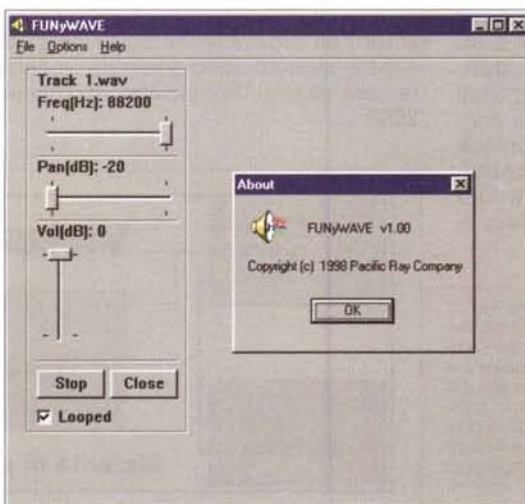 FUNyWAVE
File Options Help
Track 1.wav
Freq(Hz): 88200
Pan(dB): -20
Vol(dB): 0
Stop Close
Looped
About
FUNyWAVE v1.00
Copyright (c) 1998 Pacific Ray Company
OK